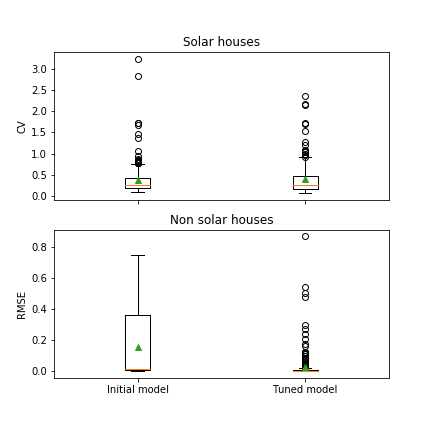 Solar houses
3.0
2.5
2.0
1.5
1.0
0.5
0.0
CV
Non solar houses
0.8
0.6
0.4
0.2
0.0
RMSE
Initial model
Tuned model